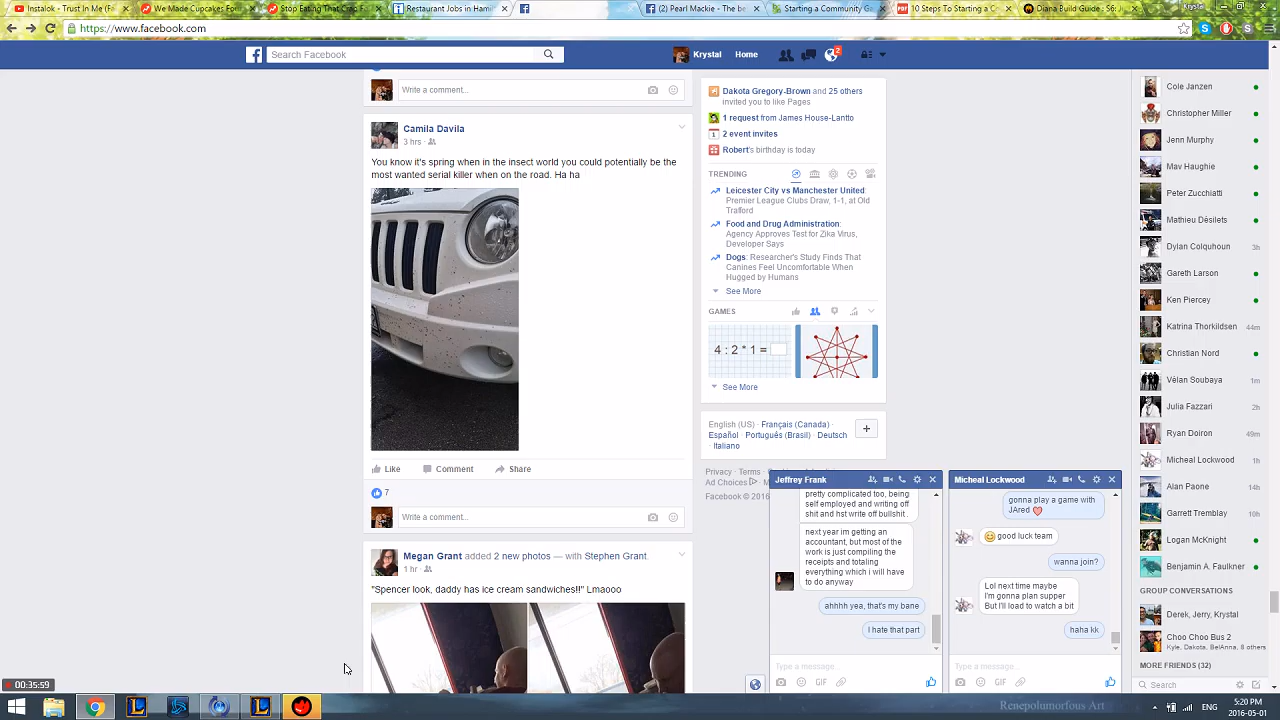 Instalok - Trust In Me (F
We Made Cupcakes Fo
Stop Eating That Crap F
Restaurant Jobs in Ham
(2) Pearl Mackie - The
Starting a Community G
10 Steps To Starting a C
Diana Build Guide : S6:
https://www.facebook.com
Search Facebook
Krystal
Home
2
Write a comment...
Camila Davila
3 hrs
You know it's spring when in the insect world you could potentially be the
most wanted serial killer when on the road. Ha ha
Like
Comment
Share
7
Write a comment...
Megan Grant added 2 new photos — with Stephen Grant.
1 hr
"Spencer look, daddy has ice cream sandwiches!!" Lmaooo
Dakota Gregory-Brown and 25 others
invited you to like Pages
1 request from James House-Lantto
2 event invites
Robert's birthday is today
TRENDING
Leicester City vs Manchester United
Premier League Clubs Draw, 1-1, at Old
Trafford
Food and Drug Administration:
Agency Approves Test for Zika Virus,
Developer Says
Dogs: Researcher's Study Finds That
Canines Feel Uncomfortable When
Hugged by Humans
See More
GAMES
4 : 2 * 1 =
See More
English (US) · Français (Canada) ·
Español · Português (Brasil) · Deutsch
· Italiano
Privacy · Terms ·
Ad Choices
Facebook © 2016
Jeffrey Frank
pretty complicated too, being
self employed and writing off
shit and hst write off bullshit .
next year im getting an
accountant, but most of the
work is just compiling the
receipts and totaling
everything which i will have
to do anyway
ahhhh yea, that's my bane
I hate that part
Type a message...
GIF
Micheal Lockwood
gonna play a game with
JAred
good luck team
wanna join?
Lol next time maybe
I'm gonna plan supper
But I'll load to watch a bit
haha kk
Type a message...
GIF
Cole Janzen
Christopher Miller
Jenn Morphy
Mav Haughie
Peter Zucchiatti
Mathieu Desilets
Dylan Colquhoun
3h
Gareth Larson
Ken Piercey
Katrina Thorkildsen
44m
Christian Nord
Jelan Soubaya
1m
Julia Fazzari
2h
Ryan Doiron
49m
Micheal Lockwood
1h
Alan Paone
14h
Garrett Tremblay
10h
Logan McKnight
Benjamin A. Faulkner
GROUP CONVERSATIONS
Derek, Jerry, Krystal
Choo Choo Bus 2
Kyle, Dakota, BelAnna, 8 others
MORE FRIENDS (32)
Search
00:35:59
Renepolumorfous Art
ENG
5:20 PM
2016-05-01